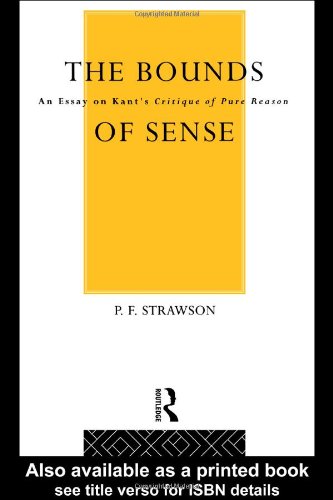 THE BOUNDS
An Essay on Kant's Critique of Pure Reason
OF SENSE
P. F. STRAWSON
ROUTLEDGE
Also available as a printed book
see title verso for ISBN details